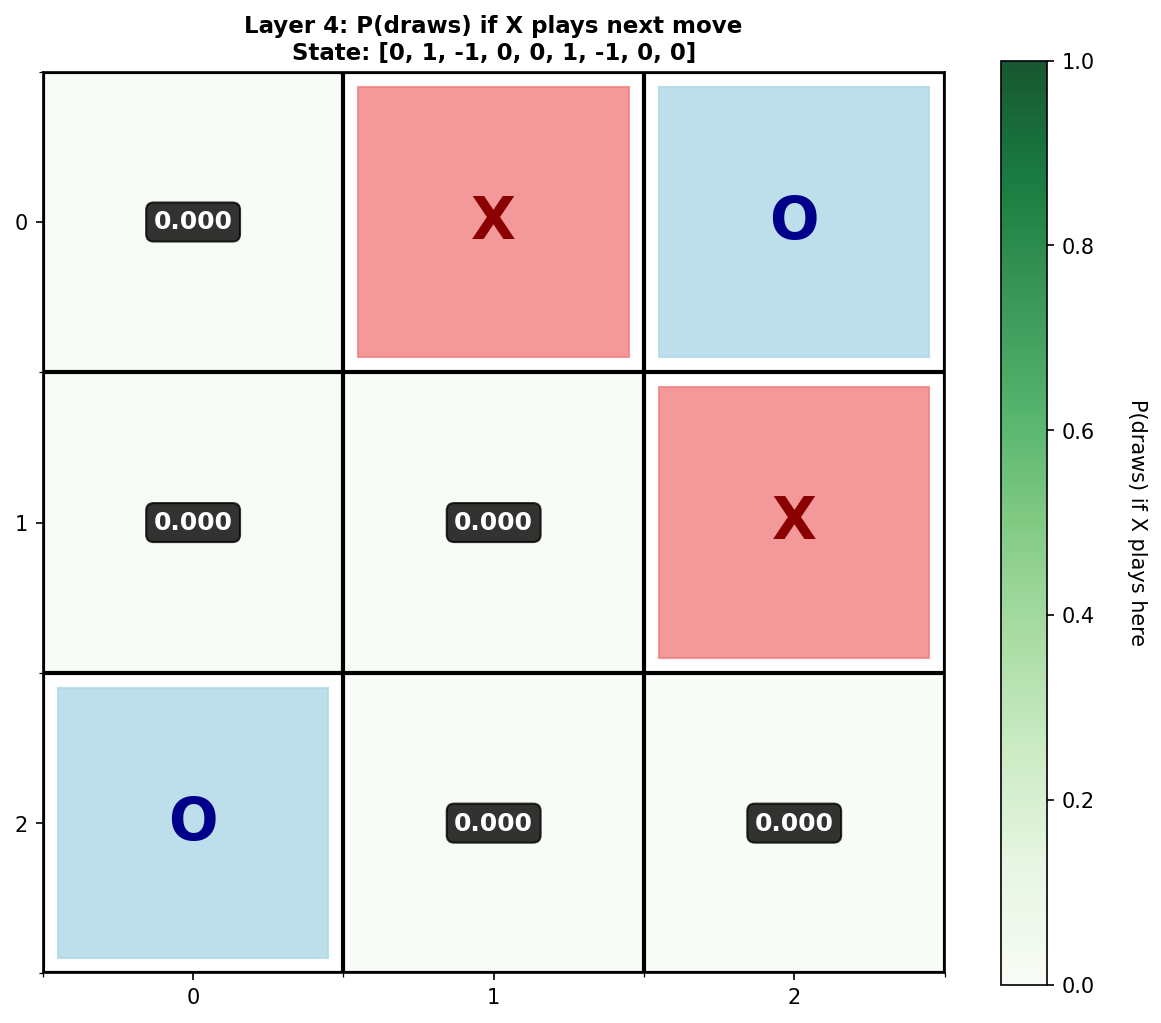 Layer 4: P(draws) if X plays next move
State: [0, 1, -1, 0, 0, 1, -1, 0, 0]
0
0.000
X
O
1
0.000
0.000
X
2
O
0.000
0.000
0
1
2
1.0
0.8
0.6
0.4
0.2
0.0
P(draws) if X plays here